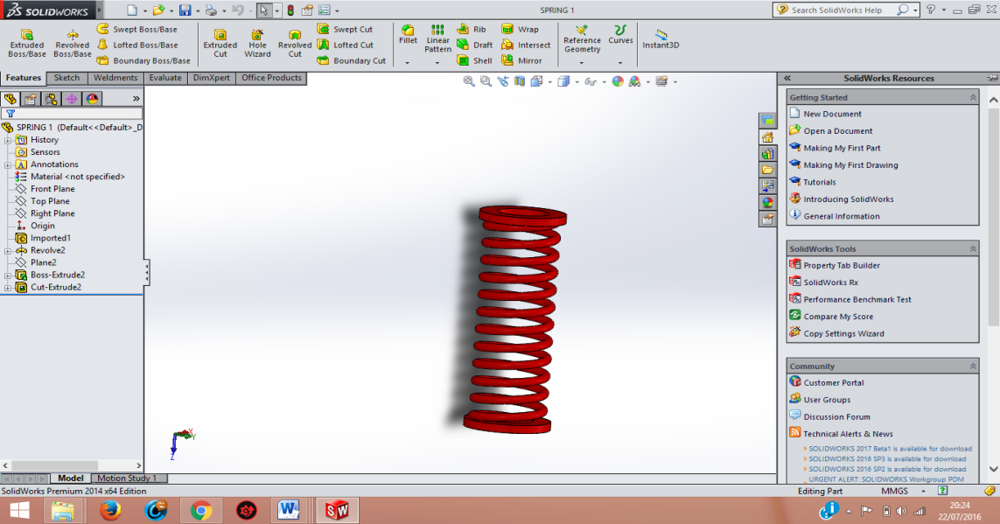 SOLIDWORKS
SPRING 1
Search SolidWorks Help
Extruded Boss/Base
Revolved Boss/Base
Swept Boss/Base
Lofted Boss/Base
Boundary Boss/Base
Extruded Cut
Hole Wizard
Revolved Cut
Swept Cut
Lofted Cut
Boundary Cut
Fillet
Linear Pattern
Rib
Draft
Shell
Wrap
Intersect
Mirror
Reference Geometry
Curves
Instant3D
Features Sketch Weldments Evaluate DimXpert Office Products
SPRING 1 (Default<<Default>_D
History
Sensors
Annotations
Material <not specified>
Front Plane
Top Plane
Right Plane
Origin
Imported1
Revolve2
Plane2
Boss-Extrude2
Cut-Extrude2
X
Y
Z
SolidWorks Resources
Getting Started
New Document
Open a Document
Making My First Part
Making My First Drawing
Tutorials
Introducing SolidWorks
General Information
SolidWorks Tools
Property Tab Builder
SolidWorks Rx
Performance Benchmark Test
Compare My Score
Copy Settings Wizard
Community
Customer Portal
User Groups
Discussion Forum
Technical Alerts & News
SOLIDWORKS 2017 Beta1 is available for download
SOLIDWORKS 2016 SP3 is available for download
SOLIDWORKS 2016 SP2 is available for download
URGENT ALERT: SOLIDWORKS Workgroup PDM
Model Motion Study 1
SolidWorks Premium 2014 x64 Edition
Editing Part MMGS
20:24
22/07/2016